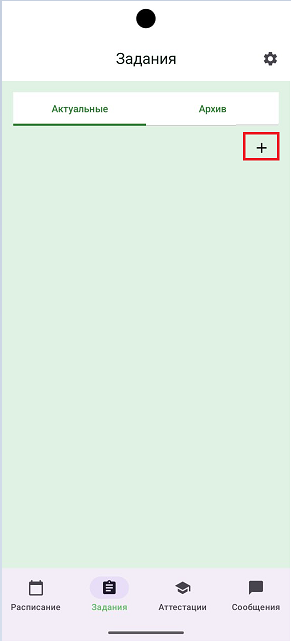 Задания
Актуальные Архив
+
Расписание Задания Аттестации Сообщения